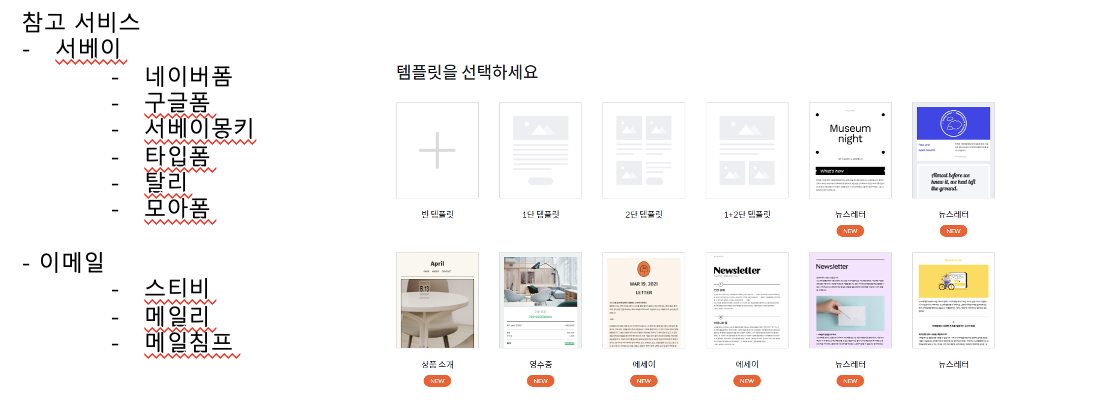 참고 서비스
- 서베이
- 네이버폼
- 구글폼
- 서베이몽키
- 타입폼
- 탈리
- 모아폼
- 이메일
- 스티비
- 메일리
- 메일침프
템플릿을 선택하세요
빈 템플릿
1단 템플릿
2단 템플릿
1+2단 템플릿
Museum
night
What's now
뉴스레터
NEW
Almost before we
knew it, we had left
the ground.
뉴스레터
NEW
April
상품 소개
NEW
영수증
NEW
MAR 19, 2021
LETTER
에세이
NEW
Newsletter
에세이
NEW
Newsletter
뉴스레터
NEW
뉴스레터